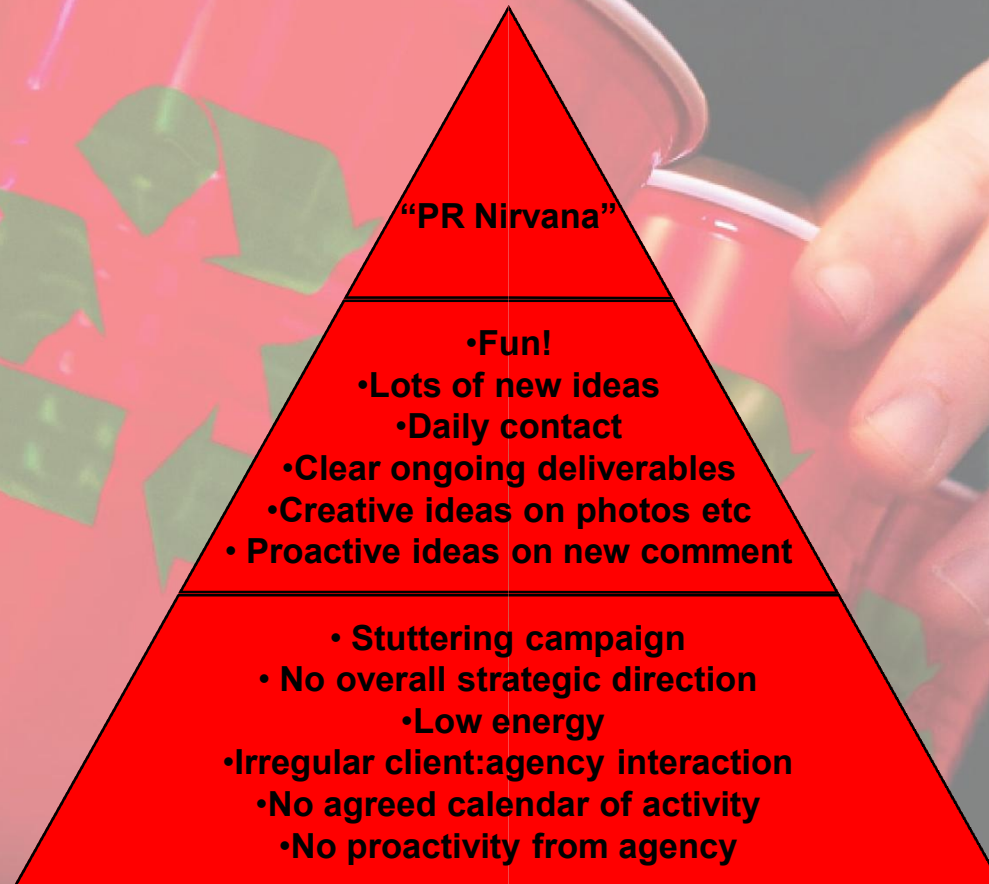 “PR Nirvana”
•Fun!
•Lots of new ideas
•Daily contact
•Clear ongoing deliverables
•Creative ideas on photos etc
• Proactive ideas on new comment
• Stuttering campaign
• No overall strategic direction
•Low energy
•Irregular client:agency interaction
•No agreed calendar of activity
•No proactivity from agency